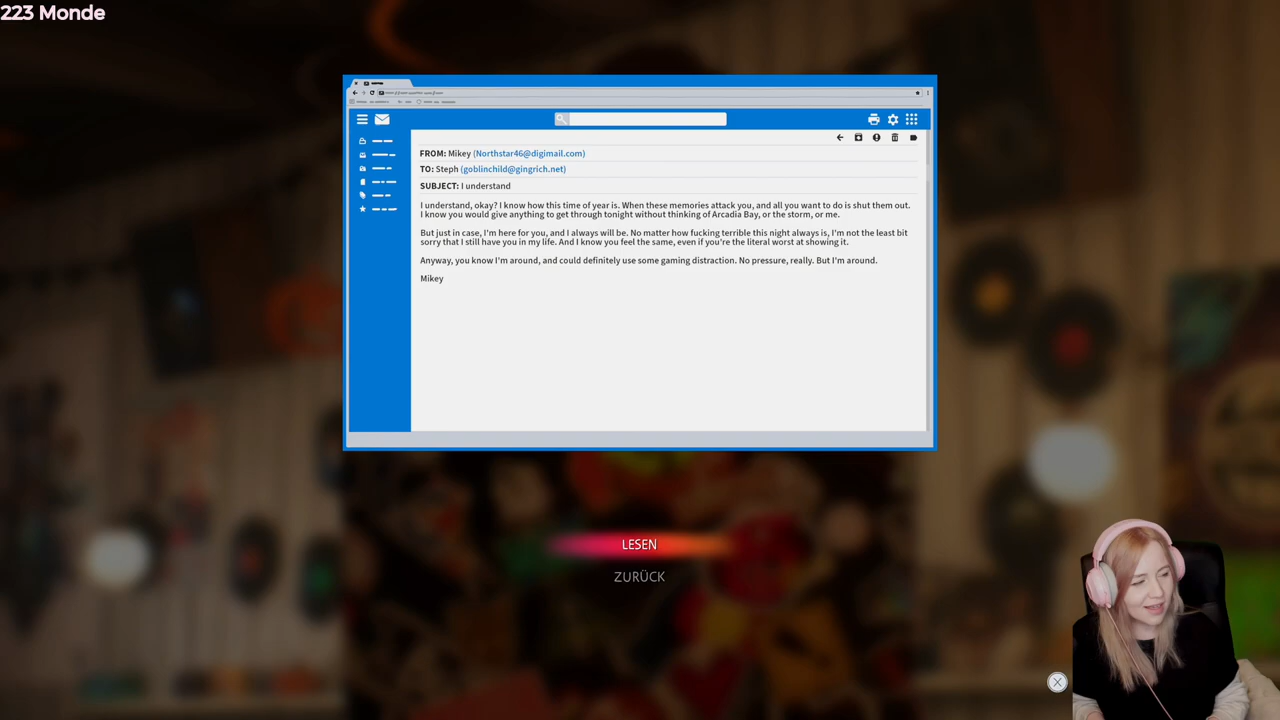 223 Monde
FROM: Mikey (Northstar46@digimail.com)
TO: Steph (goblinchild@gingrich.net)
SUBJECT: I understand
I understand, okay? I know how this time of year is. When these memories attack you, and all you want to do is shut them out.
I know you would give anything to get through tonight without thinking of Arcadia Bay, or the storm, or me.
But just in case, I'm here for you, and I always will be. No matter how fucking terrible this night always is, I'm not the least bit
sorry that I still have you in my life. And I know you feel the same, even if you're the literal worst at showing it.
Anyway, you know I'm around, and could definitely use some gaming distraction. No pressure, really. But I'm around.
Mikey
LESEN
ZURÜCK